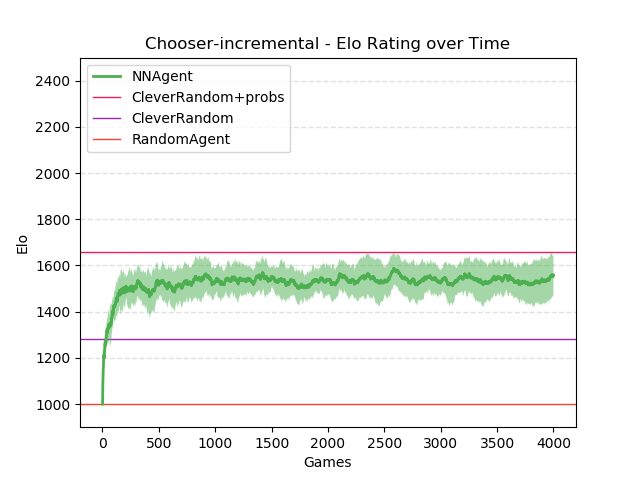 Chooser-incremental - Elo Rating over Time
NNAgent
CleverRandom+probs
CleverRandom
RandomAgent
2400
2200
2000
1800
1600
1400
1200
1000
Elo
0 500 1000 1500 2000 2500 3000 3500 4000
Games